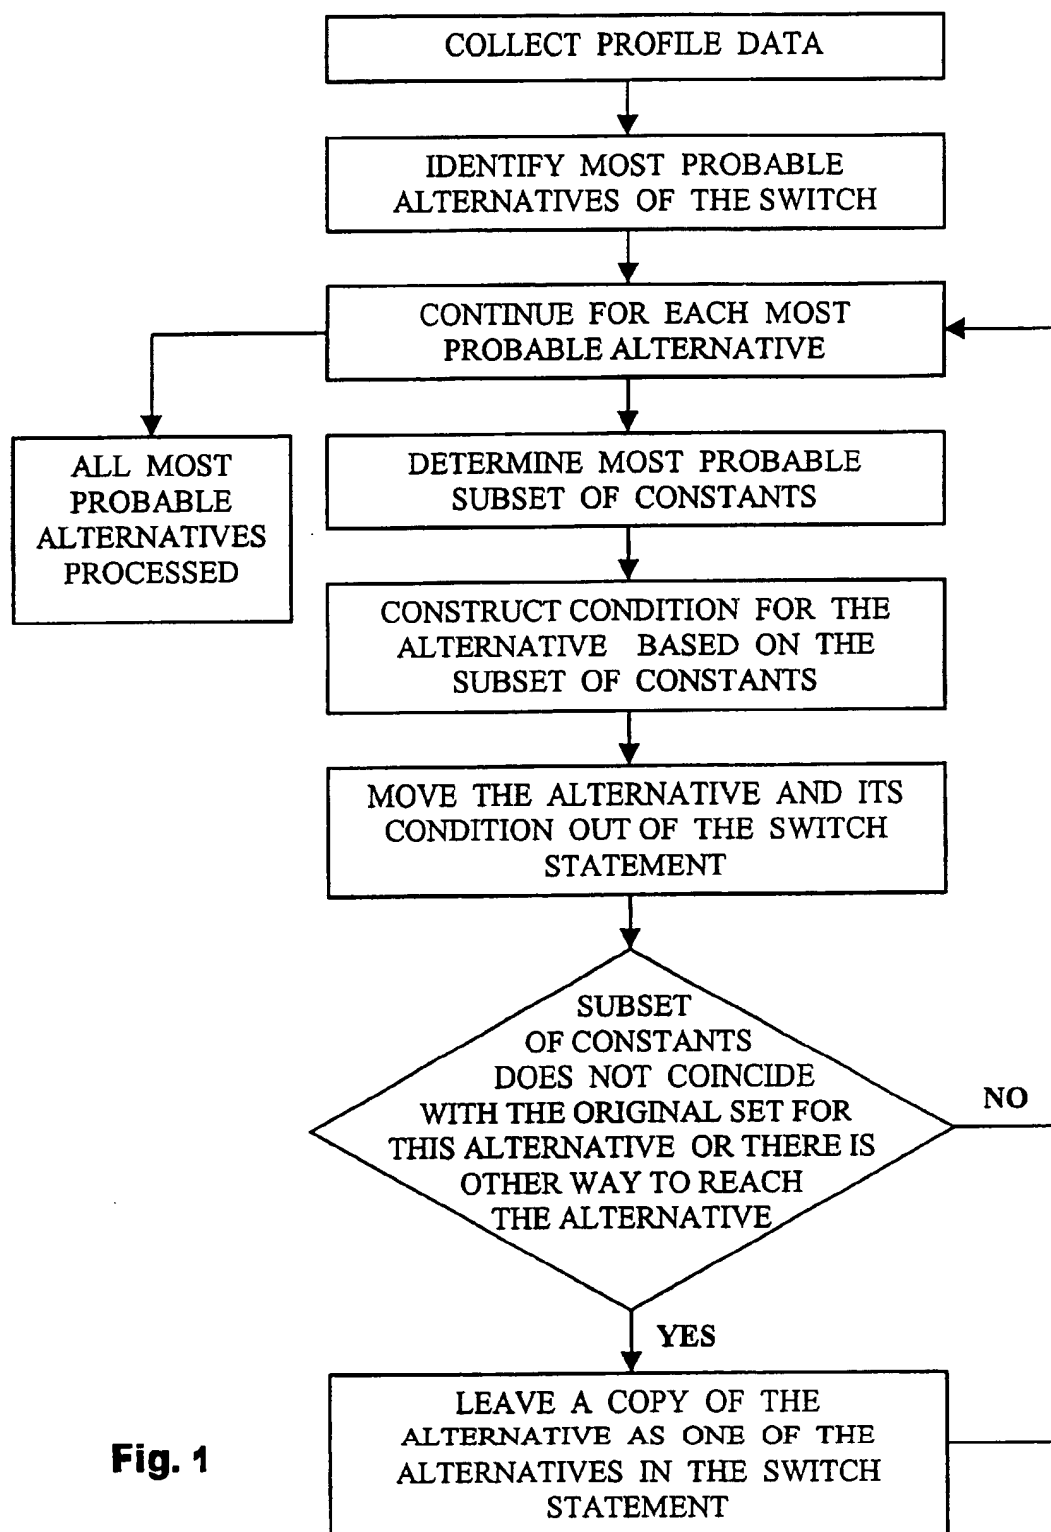 COLLECT PROFILE DATA
IDENTIFY MOST PROBABLE
ALTERNATIVES OF THE SWITCH
CONTINUE FOR EACH MOST
PROBABLE ALTERNATIVE
ALL MOST
PROBABLE
ALTERNATIVES
PROCESSED
DETERMINE MOST PROBABLE
SUBSET OF CONSTANTS
CONSTRUCT CONDITION FOR THE
ALTERNATIVE BASED ON THE
SUBSET OF CONSTANTS
MOVE THE ALTERNATIVE AND ITS
CONDITION OUT OF THE SWITCH
STATEMENT
SUBSET
OF CONSTANTS
DOES NOT COINCIDE
WITH THE ORIGINAL SET FOR
THIS ALTERNATIVE OR THERE IS
OTHER WAY TO REACH
THE ALTERNATIVE
NO
YES
LEAVE A COPY OF THE
ALTERNATIVE AS ONE OF THE
ALTERNATIVES IN THE SWITCH
STATEMENT
Fig. 1